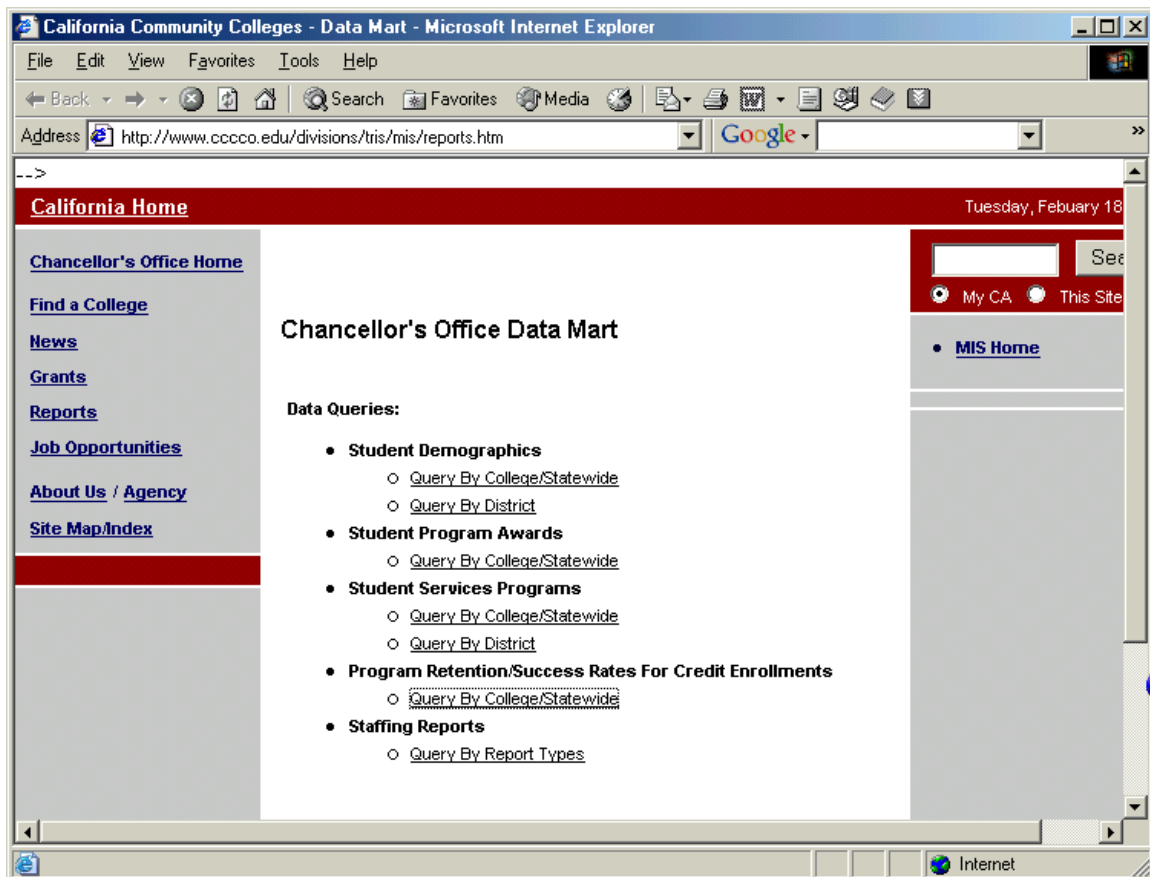 California Community Colleges - Data Mart - Microsoft Internet Explorer
File Edit View Favorites Tools Help
Back Search Favorites Media
Address http://www.cccco.edu/divisions/tris/mis/reports.htm Google
-->
California Home Tuesday, Febuary 18
Chancellor's Office Home
Find a College
News
Grants
Reports
Job Opportunities
About Us / Agency
Site Map/Index
Chancellor's Office Data Mart
Data Queries:
Student Demographics
Query By College/Statewide
Query By District
Student Program Awards
Query By College/Statewide
Student Services Programs
Query By College/Statewide
Query By District
Program Retention/Success Rates For Credit Enrollments
Query By College/Statewide
Staffing Reports
Query By Report Types
Sea
My CA This Site
MIS Home
Internet